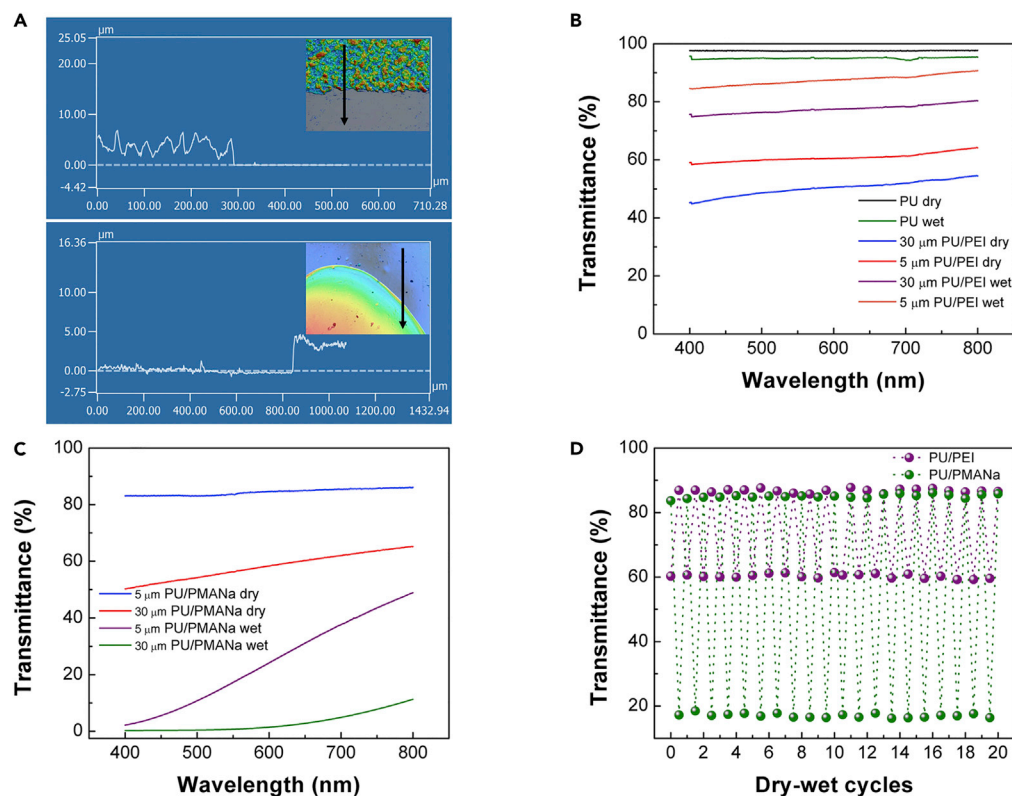 A
µm
25.05
20.00
10.00
0.00
-4.42
µm
0.00 100.00 200.00 300.00 400.00 500.00 600.00 710.28
µm
16.36
10.00
5.00
0.00
-2.75
µm
0.00 200.00 400.00 600.00 800.00 1000.00 1200.00 1432.94
B
Transmittance (%)
100
80
60
40
20
0
PU dry
PU wet
30 µm PU/PEI dry
5 µm PU/PEI dry
30 µm PU/PEI wet
5 µm PU/PEI wet
400 500 600 700 800
Wavelength (nm)
C
Transmittance (%)
100
80
60
40
20
0
5 µm PU/PMANa dry
30 µm PU/PMANa dry
5 µm PU/PMANa wet
30 µm PU/PMANa wet
400 500 600 700 800
Wavelength (nm)
D
Transmittance (%)
100
80
60
40
20
PU/PEI
PU/PMANa
0 2 4 6 8 10 12 14 16 18 20
Dry-wet cycles